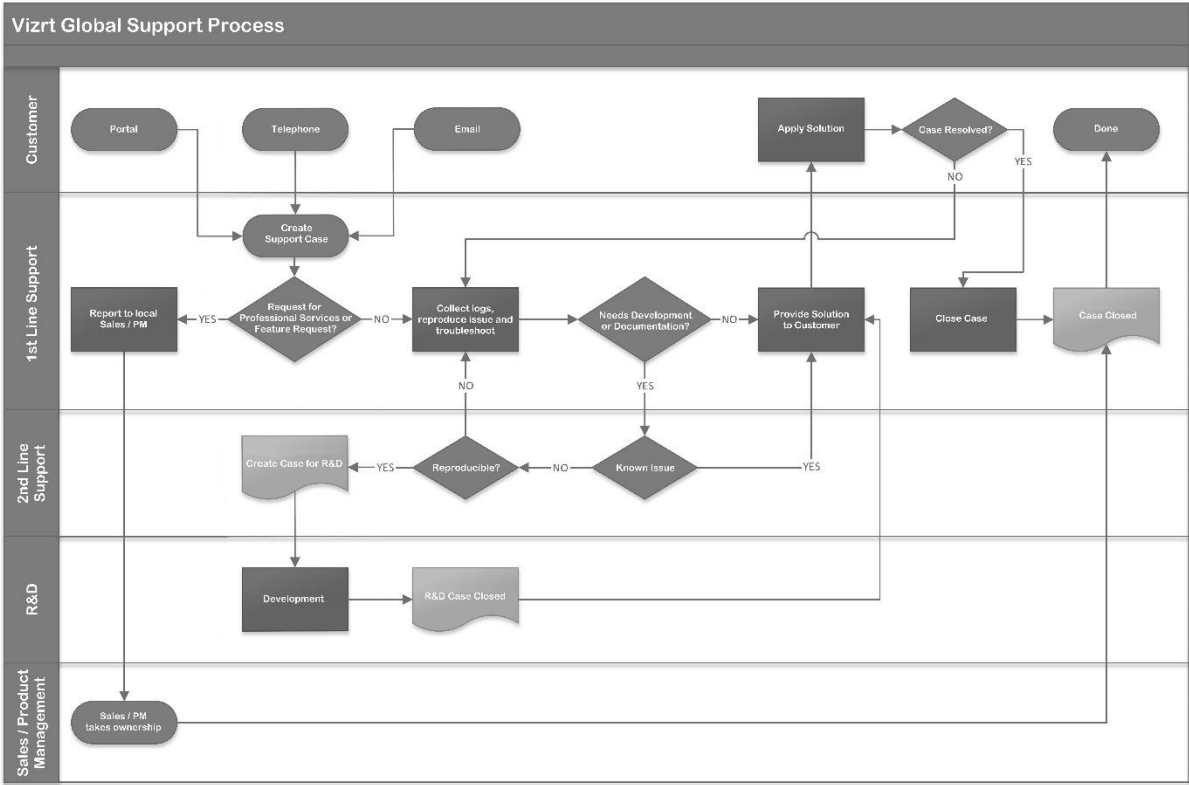 Vizrt Global Support Process
Customer
Portal
Telephone
Email
Apply Solution
Case Resolved?
Done
YES
NO
1st Line Support
Create
Support Case
Report to local
Sales / PM
YES
Request for
Professional Services or
Feature Request?
NO
Collect logs,
reproduce issue and
troubleshoot
Needs Development
or Documentation?
NO
Provide Solution
to Customer
Close Case
Case Closed
NO
YES
2nd Line
Support
Create Case for R&D
YES
Reproducible?
NO
Known Issue
YES
R&D
Development
R&D Case Closed
Sales / Product
Management
Sales / PM
takes ownership